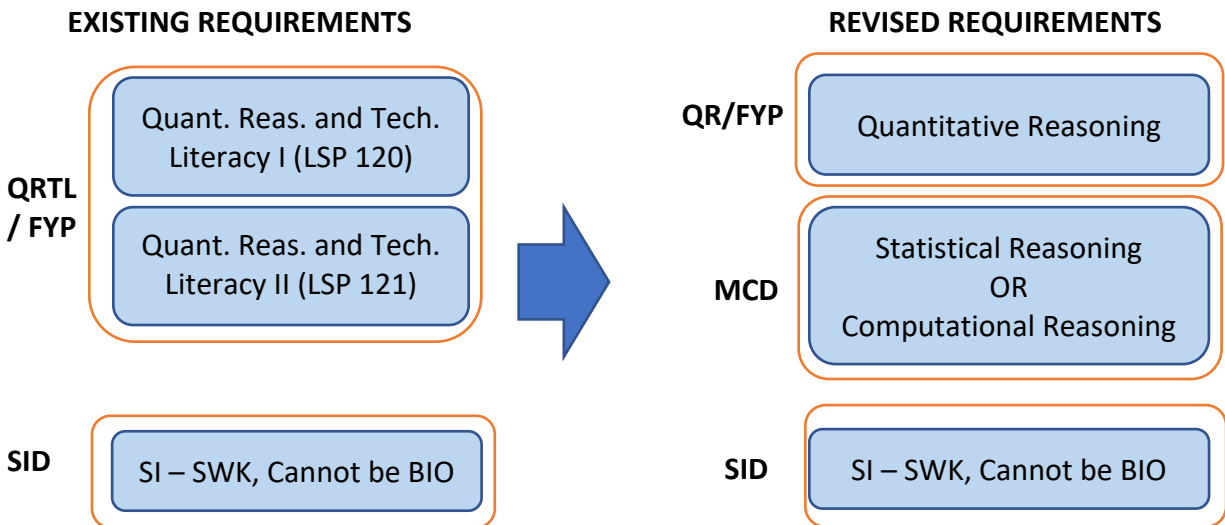 EXISTING REQUIREMENTS
QRTL
/ FYP
Quant. Reas. and Tech.
Literacy I (LSP 120)
Quant. Reas. and Tech.
Literacy II (LSP 121)
SID
SI – SWK, Cannot be BIO
REVISED REQUIREMENTS
QR/FYP
Quantitative Reasoning
MCD
Statistical Reasoning
OR
Computational Reasoning
SID
SI – SWK, Cannot be BIO